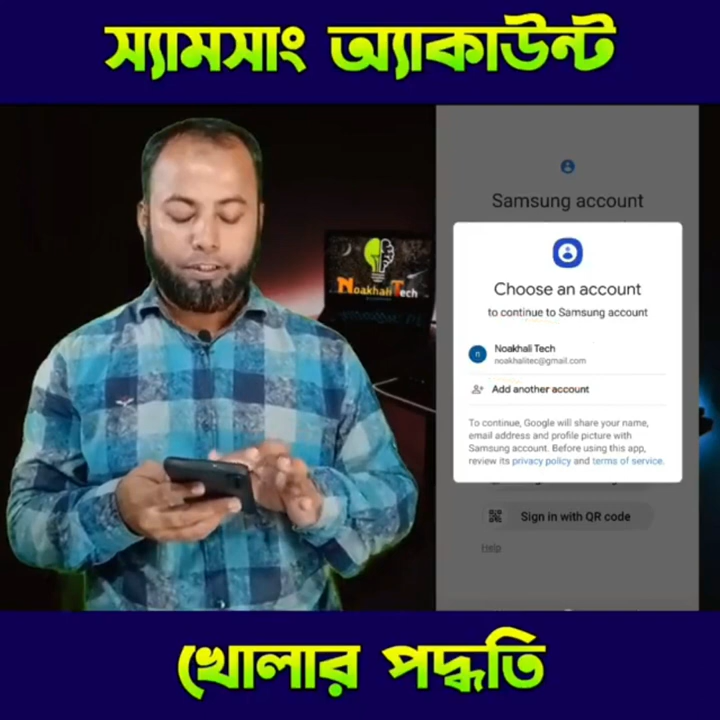 স্যামসাং অ্যাকাউন্ট
NoakhaliTech
Samsung account
Choose an account
to continue to Samsung account
n
Noakhali Tech
noakhalitec@gmail.com
Add another account
To continue, Google will share your name,
email address and profile picture with
Samsung account. Before using this app,
review its privacy policy and terms of service.
Sign in with QR code
Help
খোলার পদ্ধতি